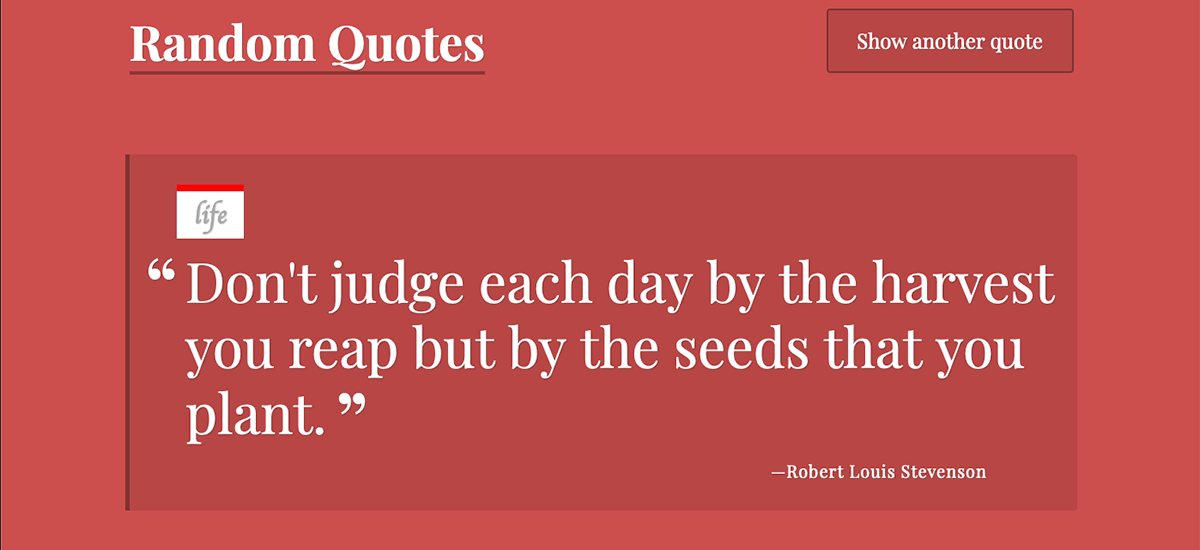 Random Quotes
Show another quote
life
“ Don't judge each day by the harvest
you reap but by the seeds that you
plant. ”
—Robert Louis Stevenson